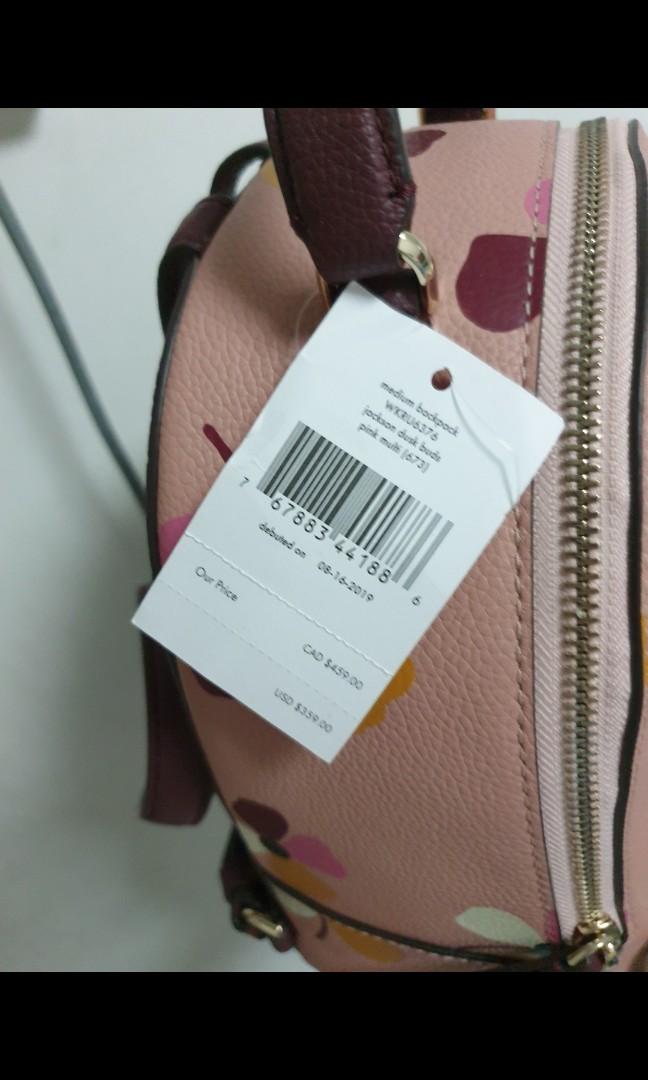 medium backpack
WKRU6376
jackson dusk buds
pink multi (673)
7 67883 44188 6
debuted on 08-16-2019
Our Price
CAD $459.00
USD $359.00